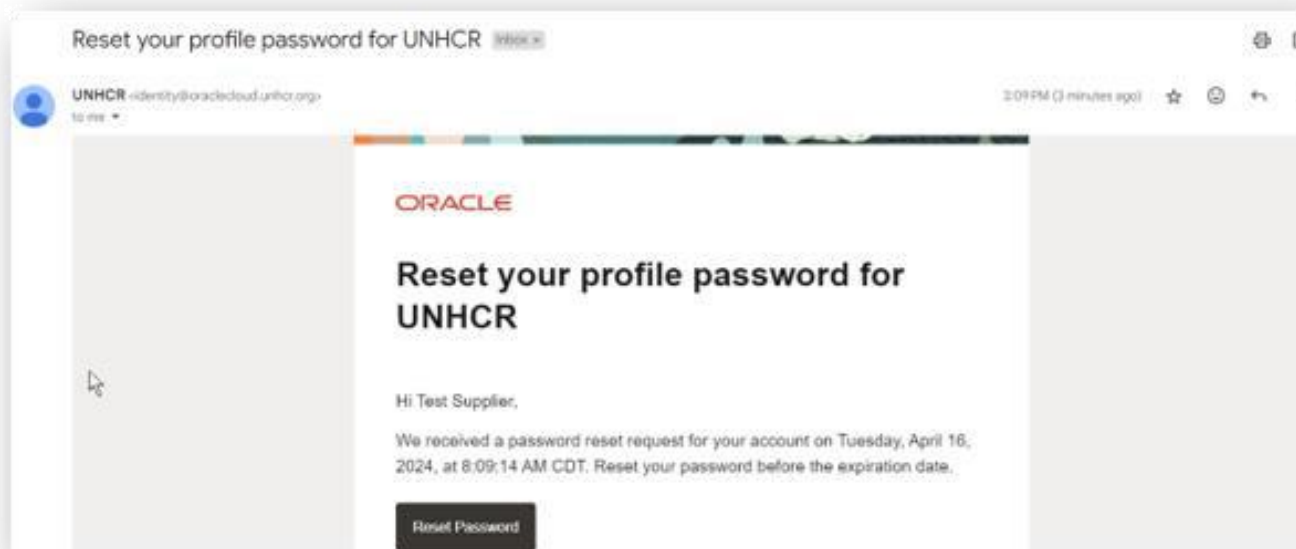 Reset your profile password for UNHCR Inbox ×
UNHCR <identity@oraclecloud.unhcr.org>
2:09 PM (3 minutes ago)
to me
ORACLE
Reset your profile password for
UNHCR
Hi Test Supplier,
We received a password reset request for your account on Tuesday, April 16,
2024, at 8:09:14 AM CDT. Reset your password before the expiration date.
Reset Password